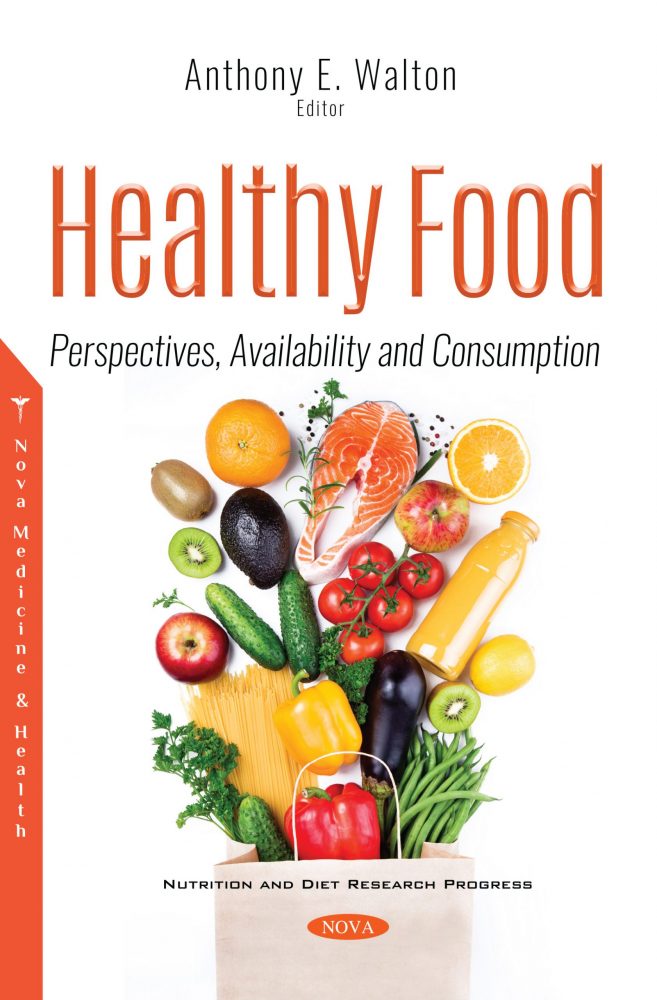 Anthony E. Walton
Editor
Healthy Food
Perspectives, Availability and Consumption
Nova Medicine & Health
Nutrition and Diet Research Progress
NOVA